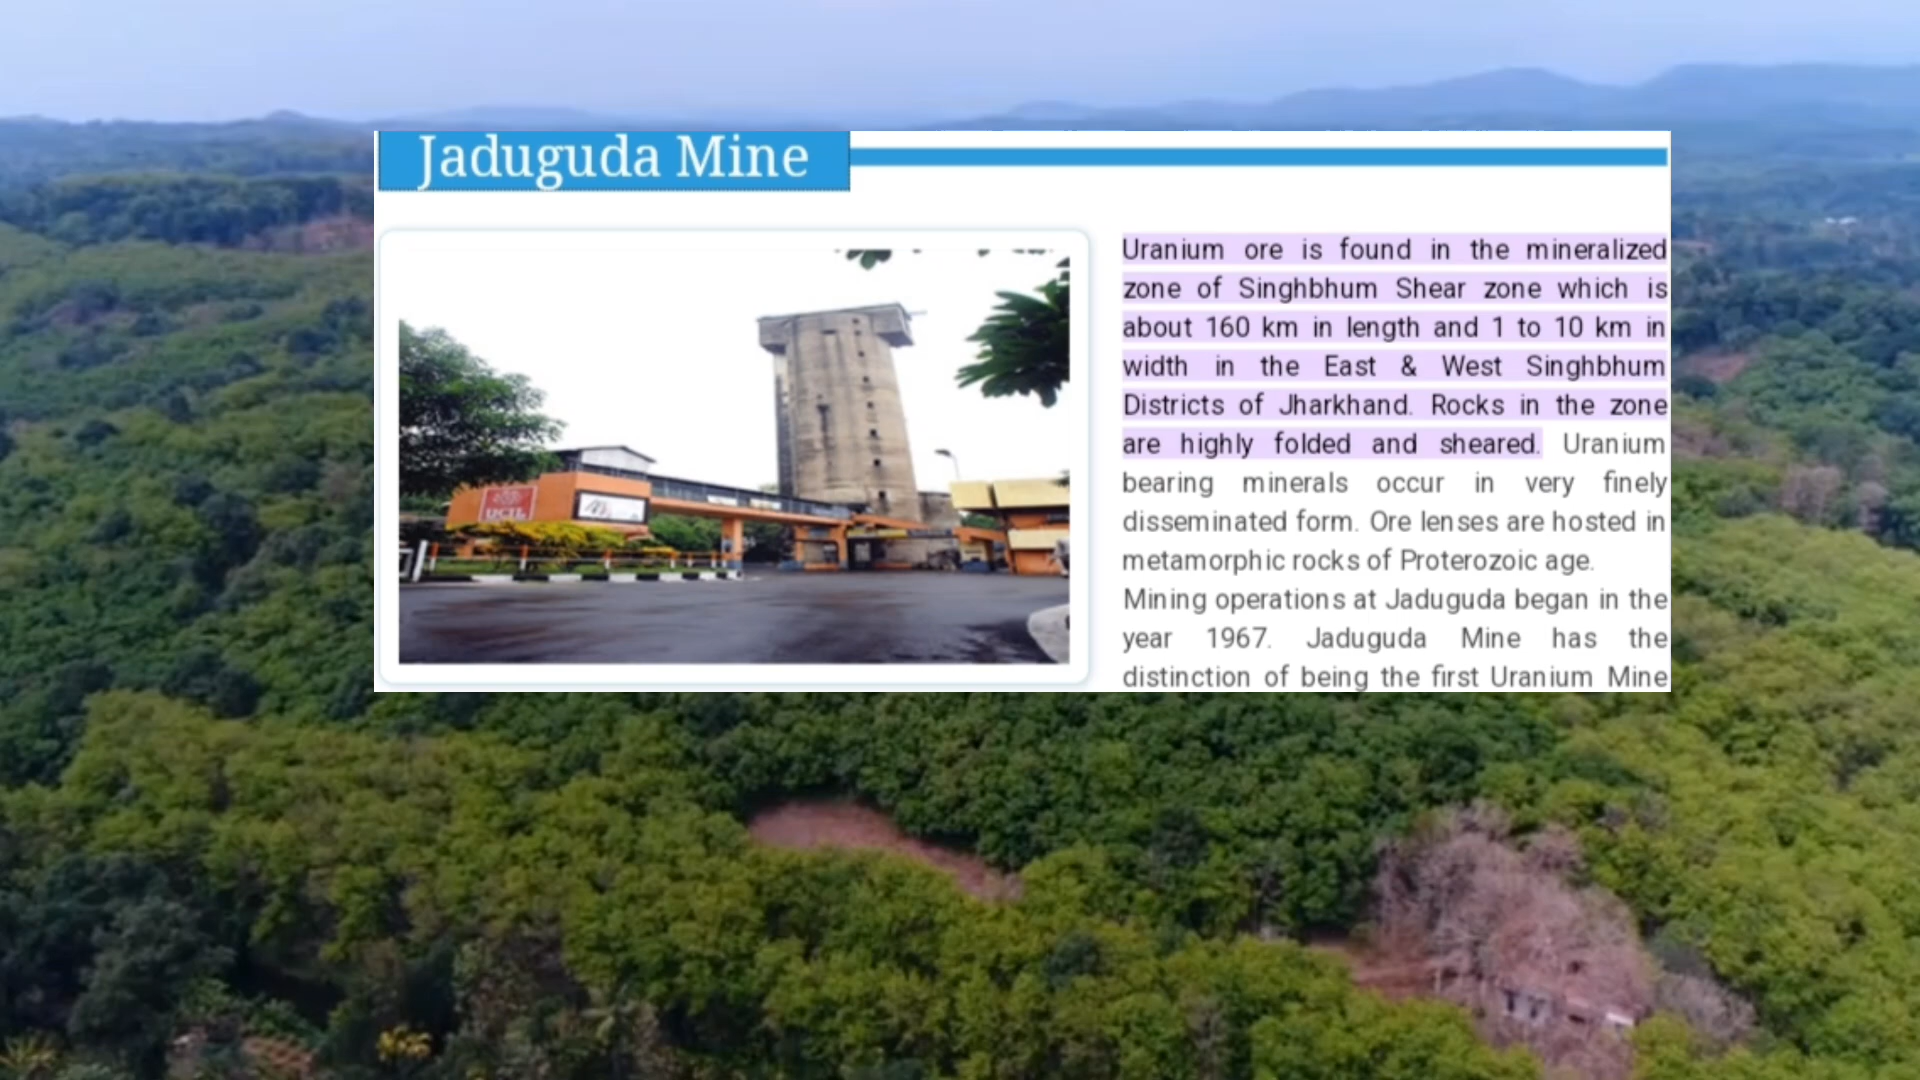 Jaduguda Mine
Uranium ore is found in the mineralized
zone of Singhbhum Shear zone which is
about 160 km in length and 1 to 10 km in
width in the East & West Singhbhum
Districts of Jharkhand. Rocks in the zone
are highly folded and sheared. Uranium
bearing minerals occur in very finely
disseminated form. Ore lenses are hosted in
metamorphic rocks of Proterozoic age.
Mining operations at Jaduguda began in the
year 1967. Jaduguda Mine has the
distinction of being the first Uranium Mine
UCIL